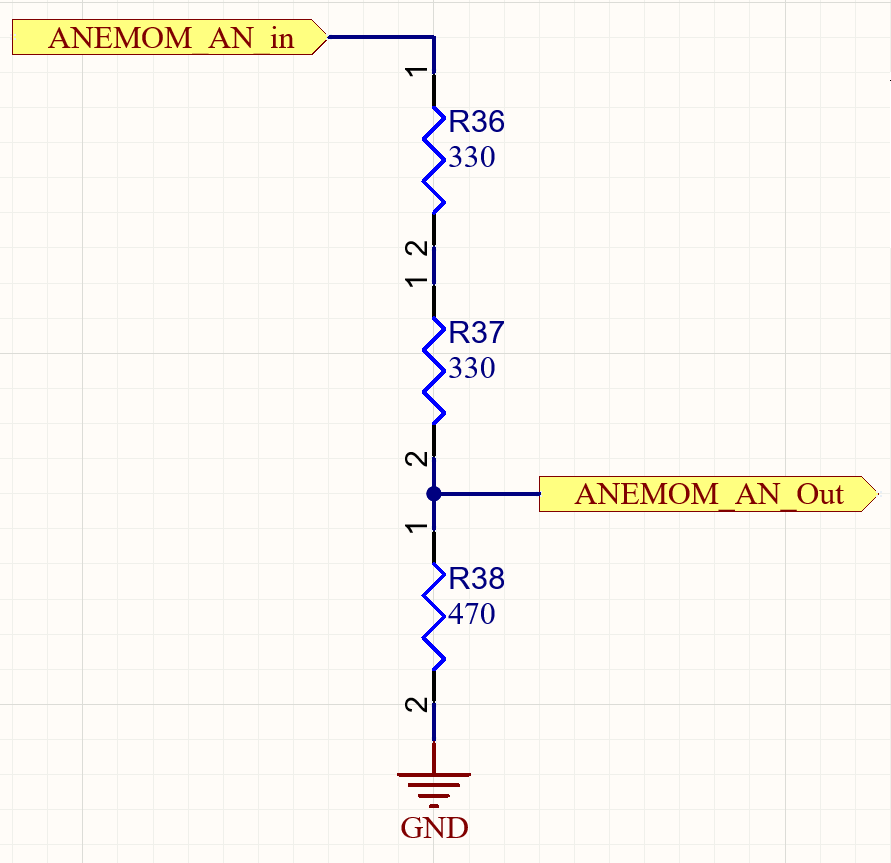 ANEMOM_AN_in
1
R36
330
2
1
R37
330
2
ANEMOM_AN_Out
1
R38
470
2
GND